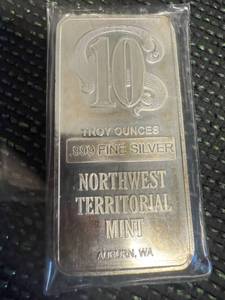 10
TROY OUNCES
.999 FINE SILVER
NORTHWEST
TERRITORIAL
MINT
AUBURN, WA